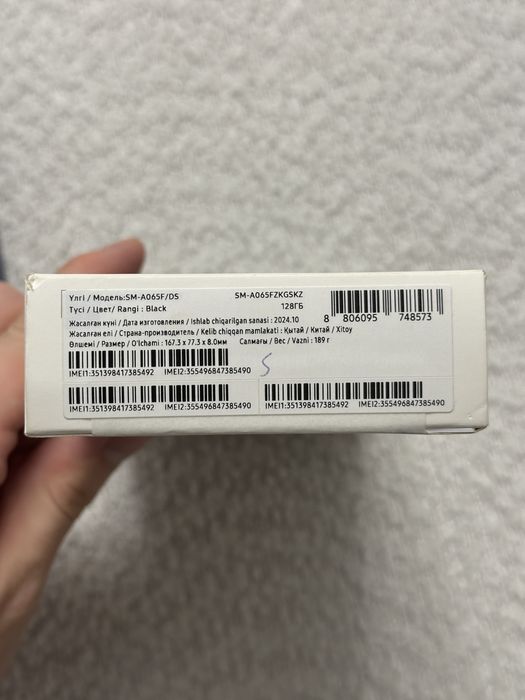 Үлгі / Модель:SM-A065F/DS SM-A065FZKGSKZ
Түсі / Цвет/ Rangi : Black 128ГБ
8 806095 748573
Жасалған күні / Дата изготовления / Ishlab chiqarilgan sanasi : 2024.10
Жасалған елі / Страна-производитель / Kelib chiqqan mamlakati : Қытай / Китай / Xitoy
Өлшемі / Размер / O'lchami : 167.3 x 77.3 x 8.0мм Салмағы / Вес / Vazni : 189 г
IMEI1:351398417385492 IMEI2:355496847385490
S
IMEI1:351398417385492 IMEI2:355496847385490
IMEI1:351398417385492 IMEI2:355496847385490